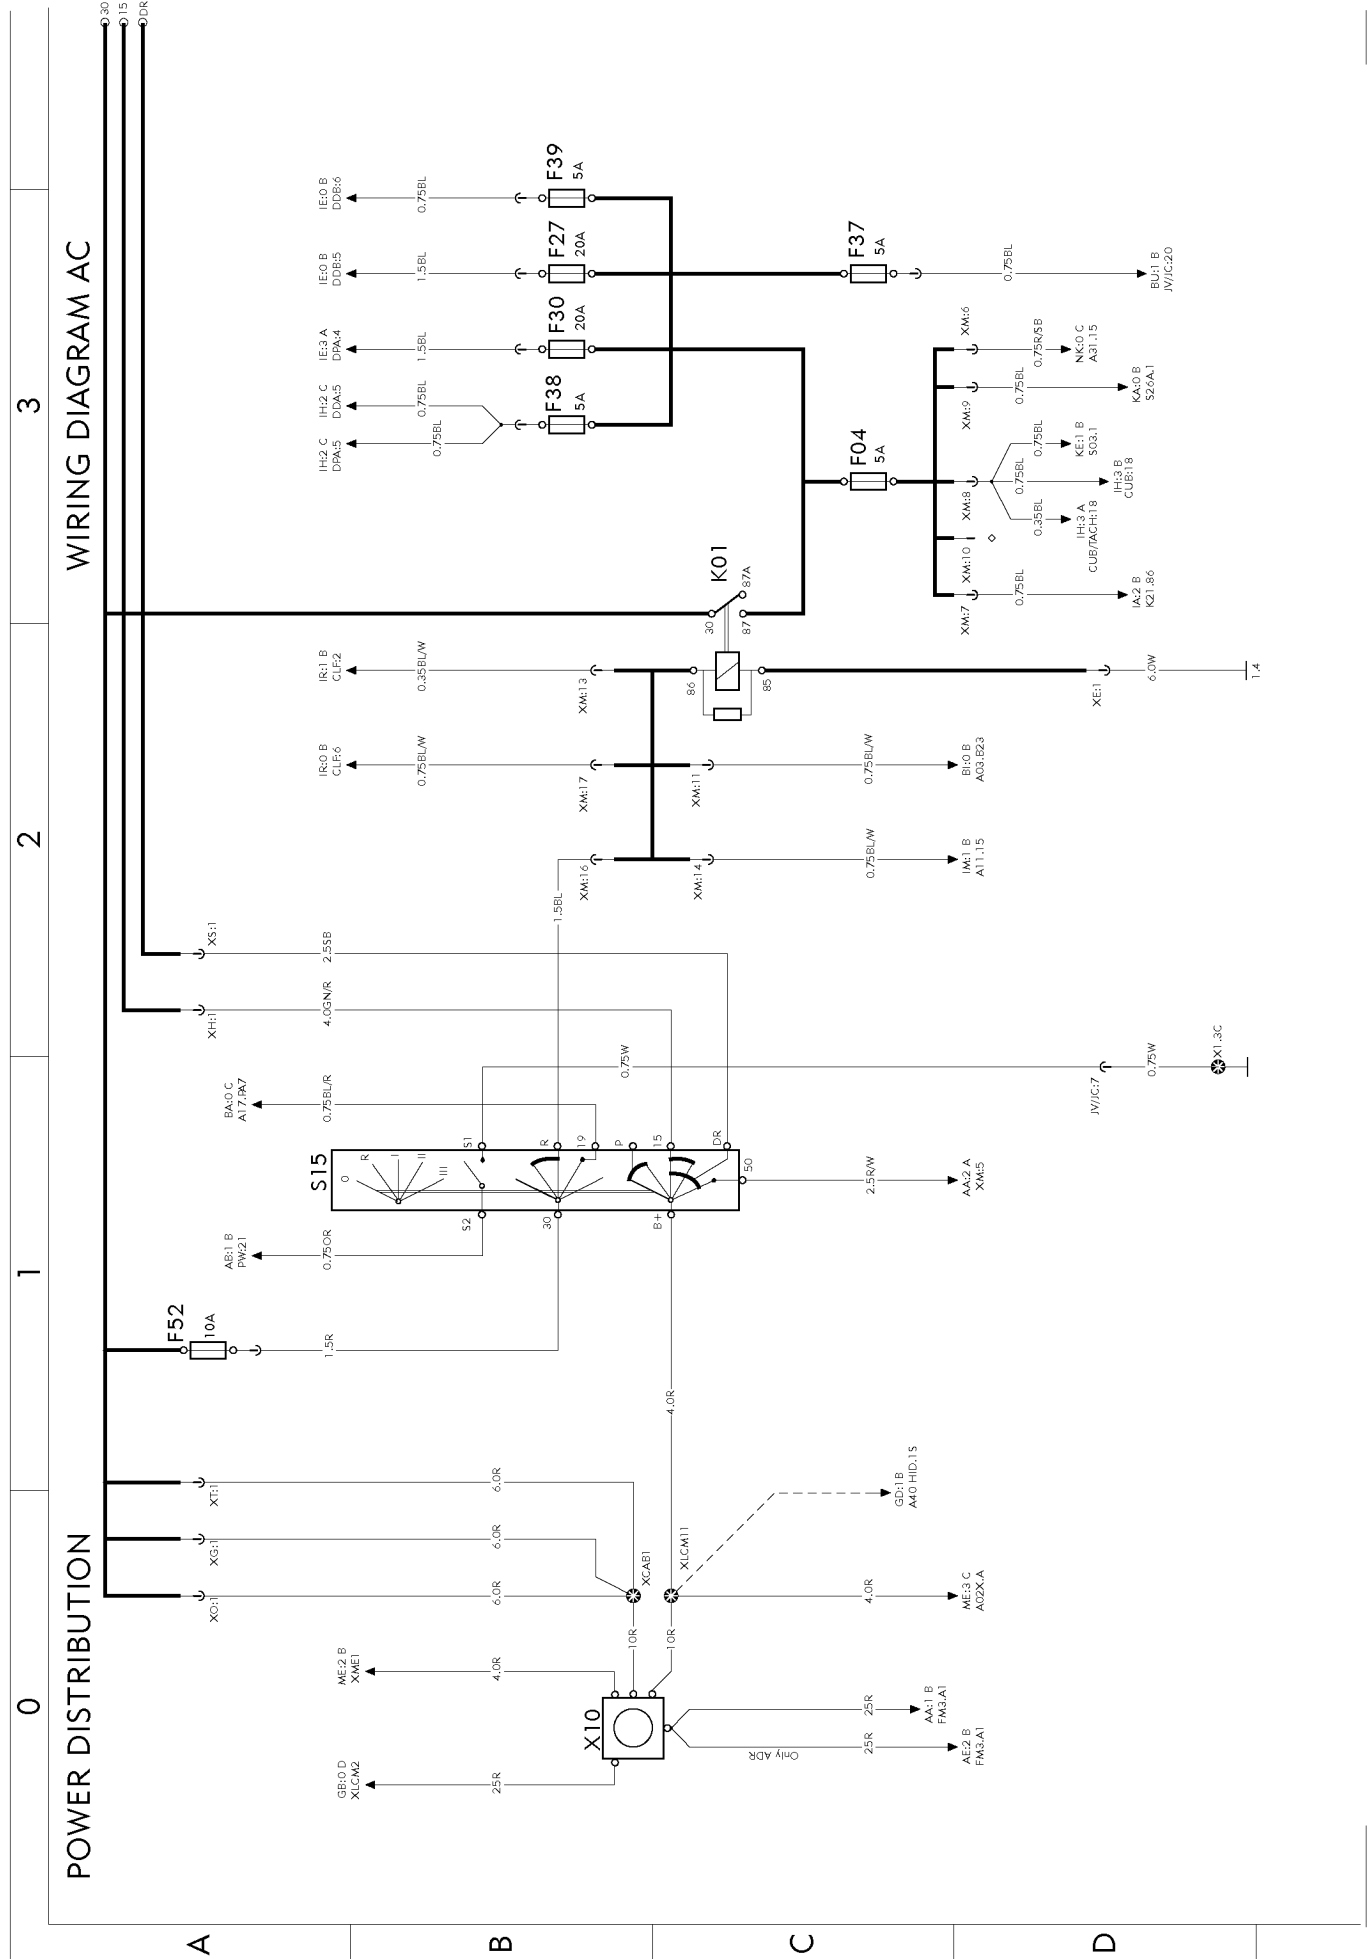 POWER DISTRIBUTION
WIRING DIAGRAM AC
0
1
2
3
A
B
C
D
30
15
DR
XO:1
XG:1
XT:1
F52
10A
6.0R
6.0R
6.0R
1.5R
XCAB1
XLCM11
10R
10R
X10
ME:2 B
XME1
4.0R
GB:0 D
XLCM2
25R
25R
AA:1 B
FM3.A1
Only ADR
25R
AE:2 B
FM3.A1
4.0R
ME:3 C
A02X.A
GD:1B
A40 HID.1S
4.0R
AB:1 B
PW:21
0.75OR
BA:0 C
A17.PA7
0.75BL/R
S15
0
R
I
II
III
S2
30
B+
S1
R
19
P
15
DR
50
2.5R/W
AA:2 A
XM:5
0.75W
JV/JC:7
0.75W
X1.3C
XH:1
4.0GN/R
XS:1
2.5SB
1.5BL
XM:16
XM:14
0.75BL/W
IM:1 B
A11.15
IR:0 B
CLF:6
0.75BL/W
XM:17
XM:11
0.75BL/W
BI:0 B
A03.B23
IR:1 B
CLF:2
0.35BL/W
XM:13
86
85
30
87
87A
K01
XE:1
6.0W
1.4
IH:2 C
DPA:5
0.75BL
IH:2 C
DDA:5
0.75BL
F38
5A
IE:3 A
DPA:4
1.5BL
F30
20A
IE:0 B
DDB:5
1.5BL
F27
20A
IE:0 B
DDB:6
0.75BL
F39
5A
F04
5A
F37
5A
0.75BL
BU:1 B
JV/JC:20
XM:7
0.75BL
IA:2 B
K21.86
XM:10
XM:8
0.35BL
IH:3 A
CUB/TACH:18
0.75BL
IH:3 B
CUB:18
0.75BL
KE:1 B
S03.1
XM:9
0.75BL
KA:0 B
S26A.1
XM:6
0.75R/SB
NK:0 C
A31.15